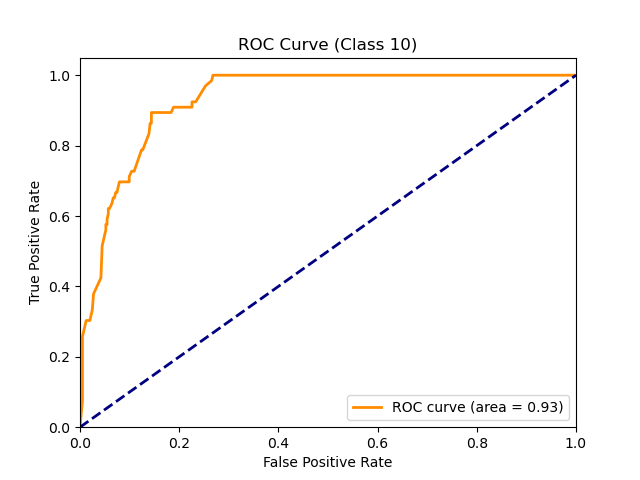 ROC Curve (Class 10)
True Positive Rate
1.0
0.8
0.6
0.4
0.2
0.0
ROC curve (area = 0.93)
0.0 0.2 0.4 0.6 0.8 1.0
False Positive Rate